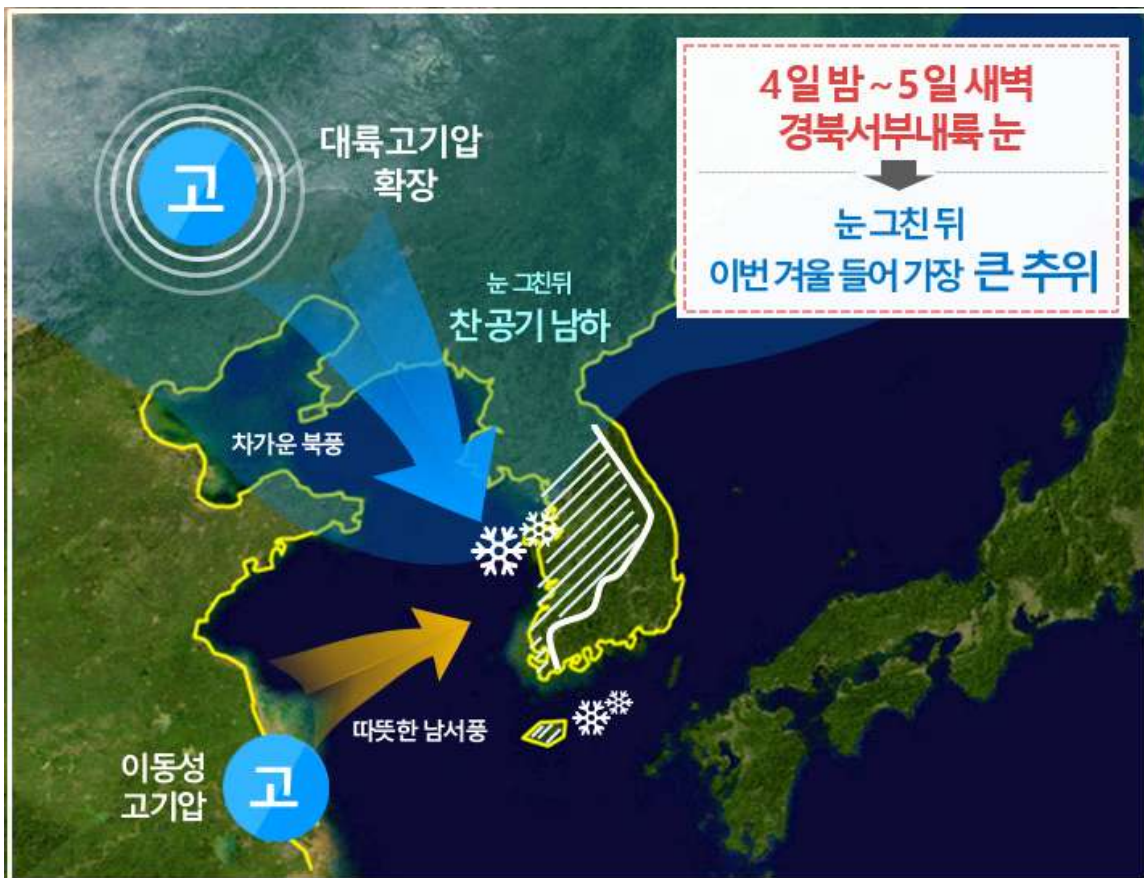 4일 밤 ~ 5일 새벽
경북서부내륙 눈
눈 그친 뒤
이번 겨울 들어 가장 큰 추위
고
대륙고기압
확장
눈 그친뒤
찬 공기 남하
차가운 북풍
따뜻한 남서풍
이동성
고기압
고